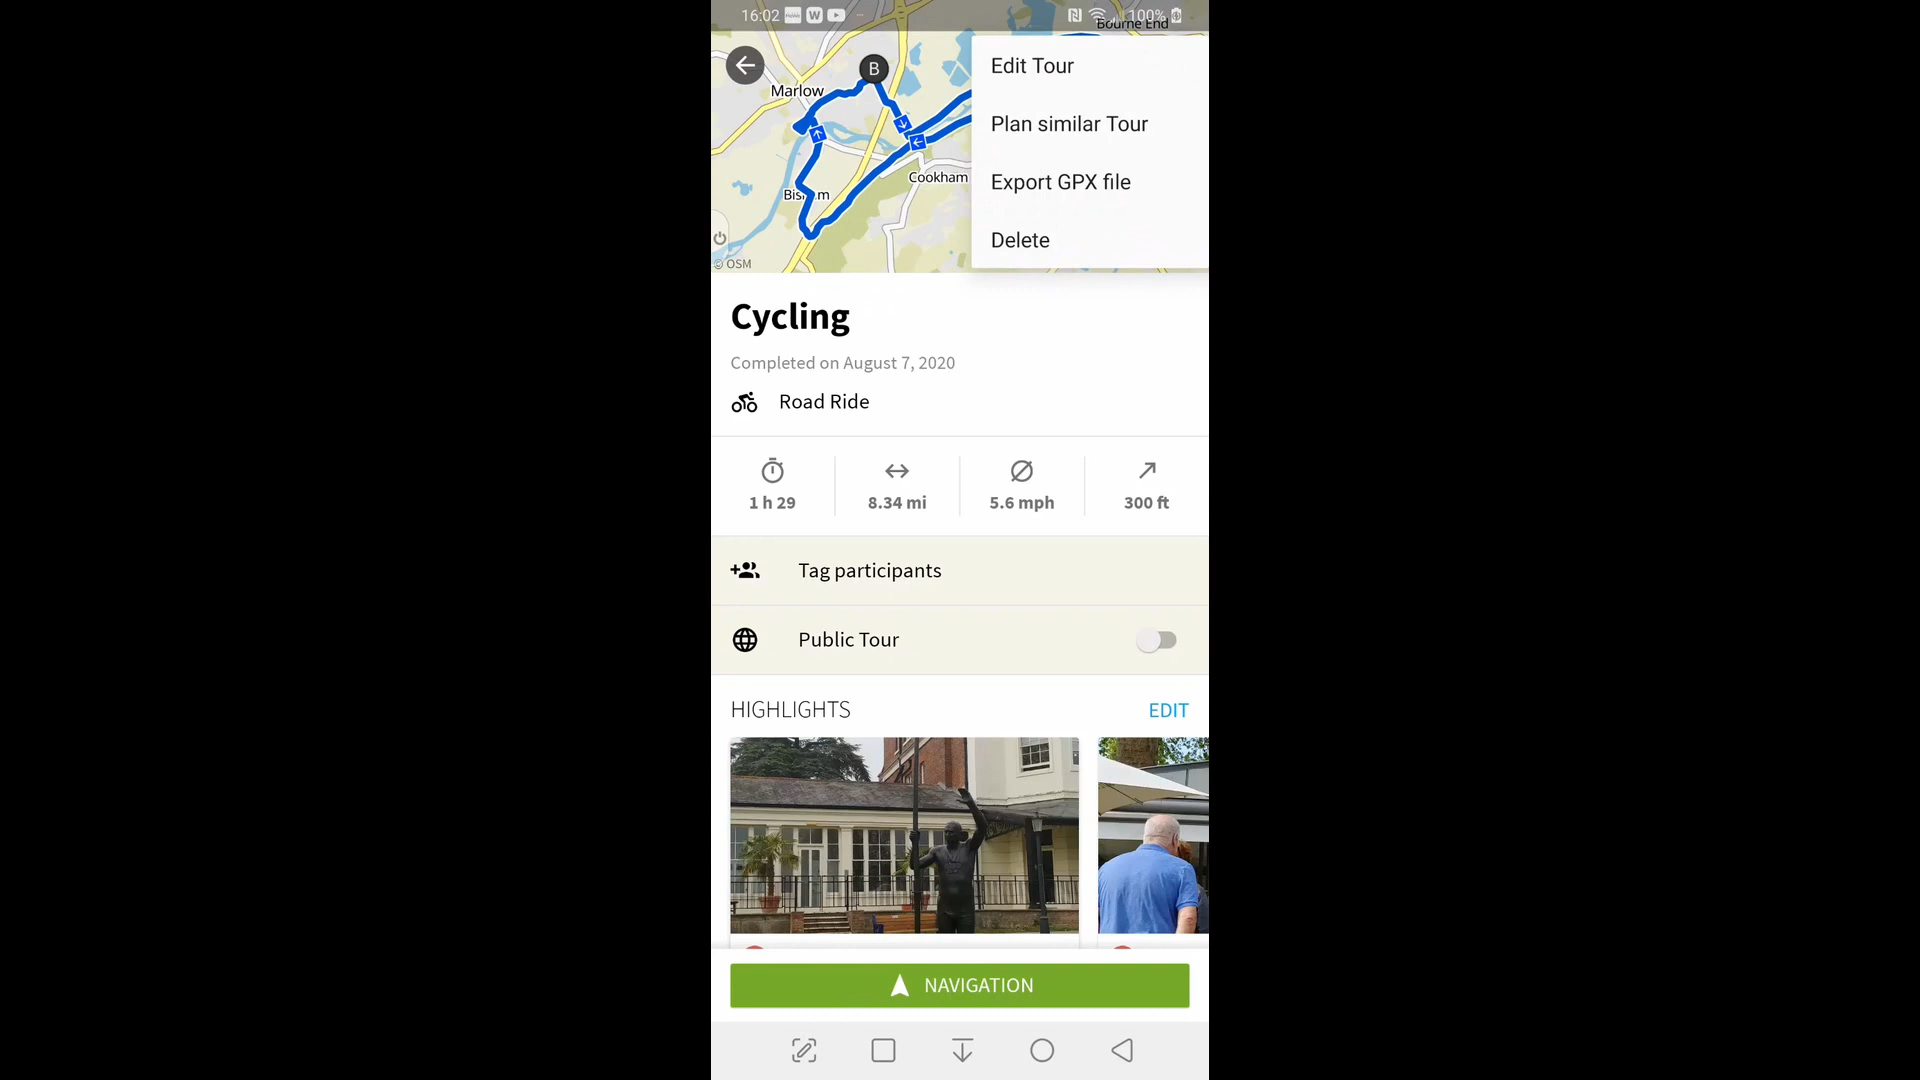 16:02
W
100%
Bourne End
B
Marlow
Cookham
© OSM
Edit Tour
Plan similar Tour
Export GPX file
Delete
Cycling
Completed on August 7, 2020
Road Ride
1 h 29
8.34 mi
5.6 mph
300 ft
Tag participants
Public Tour
HIGHLIGHTS
EDIT
NAVIGATION